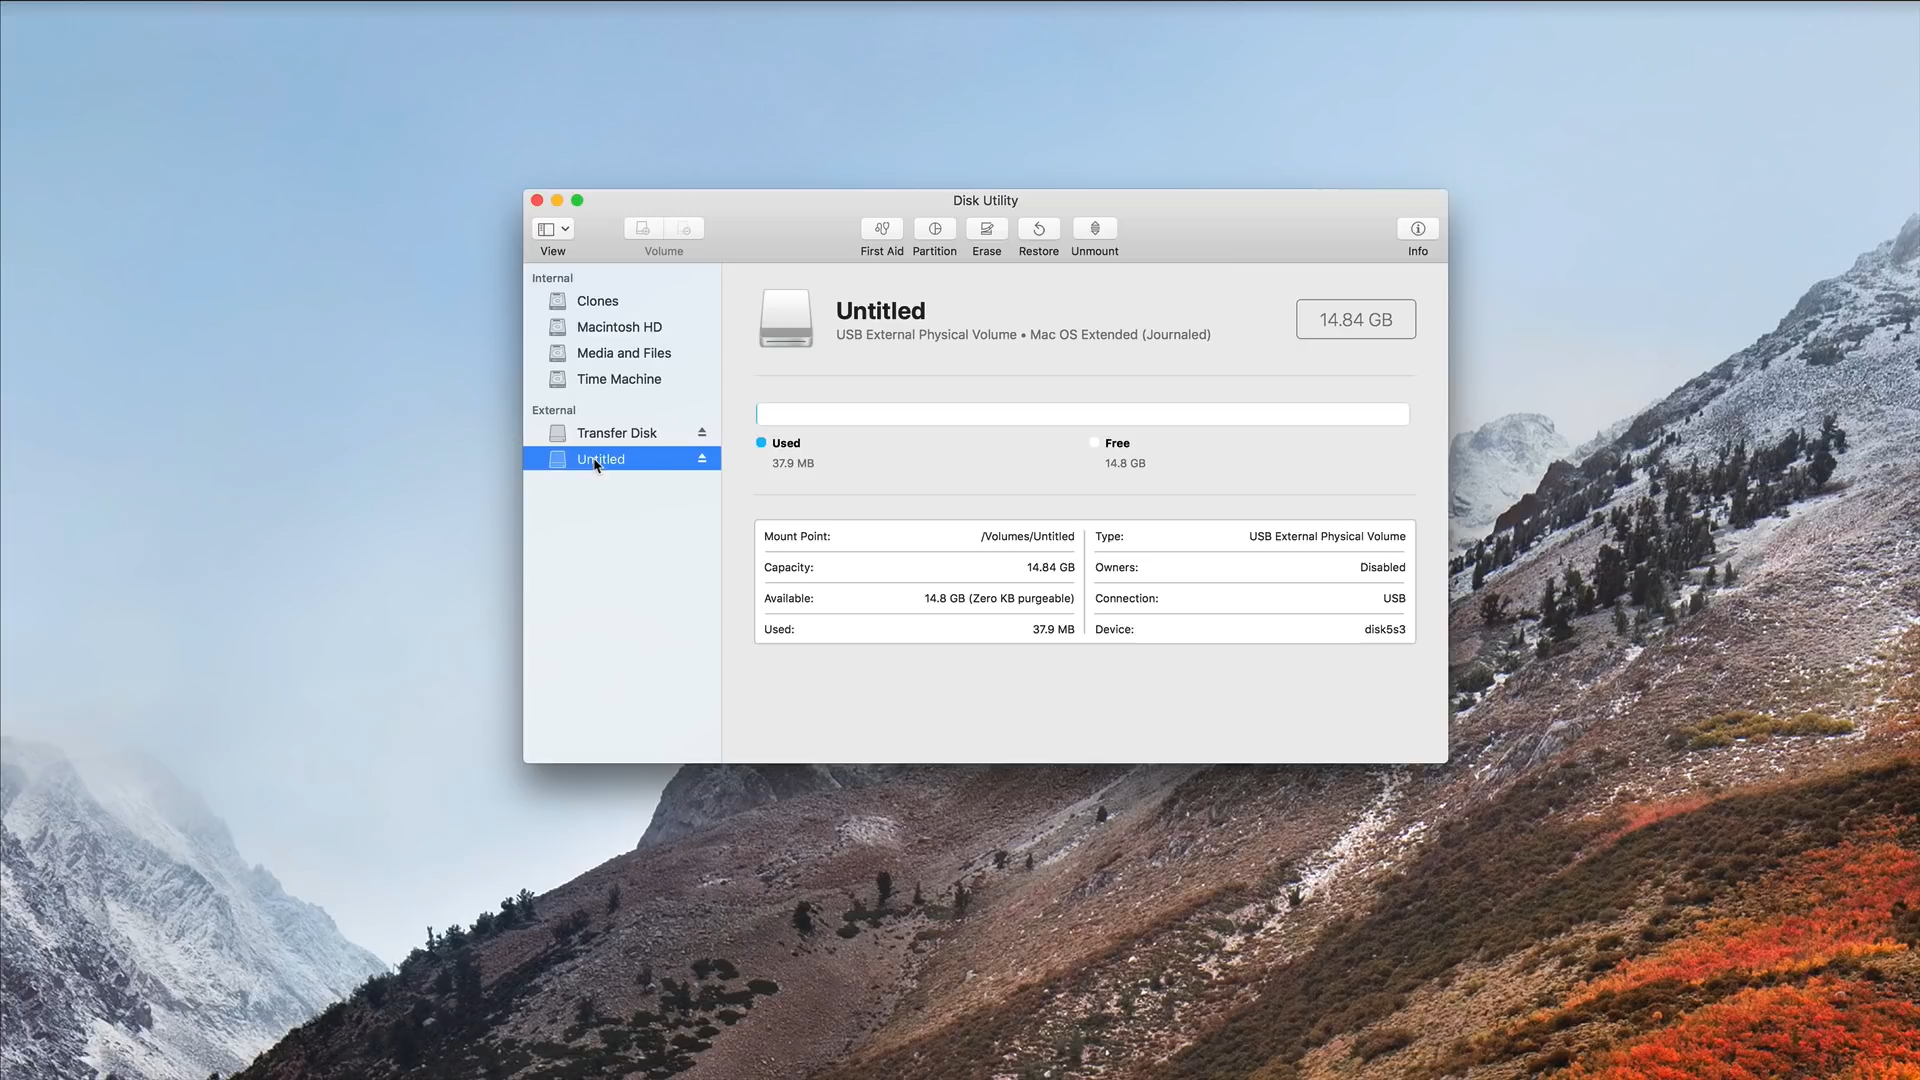 Disk Utility
View
Volume
First Aid
Partition
Erase
Restore
Unmount
Info
Internal
Clones
Macintosh HD
Media and Files
Time Machine
External
Transfer Disk
Untitled
Untitled
USB External Physical Volume • Mac OS Extended (Journaled)
14.84 GB
Used
37.9 MB
Free
14.8 GB
Mount Point: /Volumes/Untitled
Capacity: 14.84 GB
Available: 14.8 GB (Zero KB purgeable)
Used: 37.9 MB
Type: USB External Physical Volume
Owners: Disabled
Connection: USB
Device: disk5s3